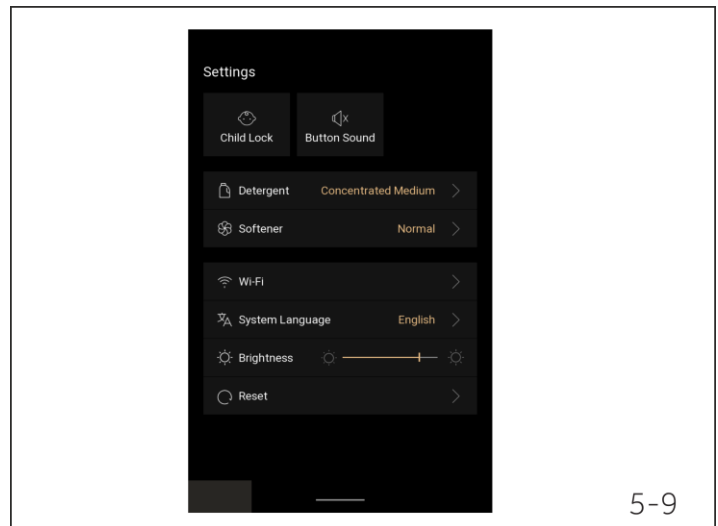 Settings
Child Lock Button Sound
Detergent Concentrated Medium
Softener Normal
Wi-Fi
System Language English
Brightness
Reset
5-9